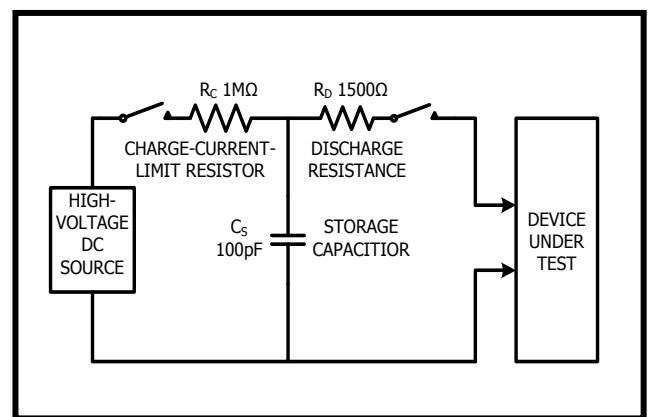 R_C 1MΩ
CHARGE-CURRENT-
LIMIT RESISTOR
R_D 1500Ω
DISCHARGE
RESISTANCE
HIGH-
VOLTAGE
DC
SOURCE
C_S
100pF
STORAGE
CAPACITIOR
DEVICE
UNDER
TEST